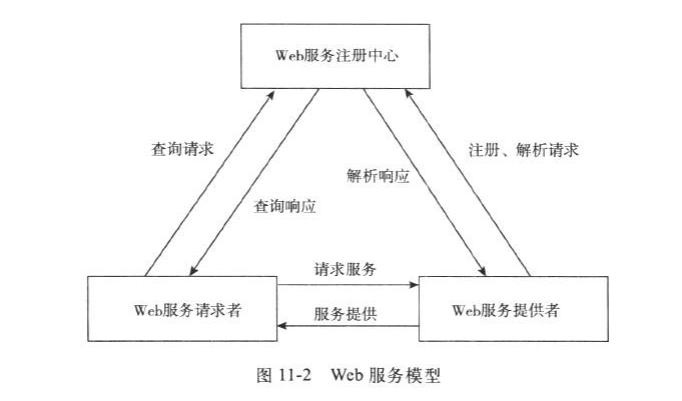 Web服务注册中心
查询请求
注册、解析请求
解析响应
查询响应
请求服务
Web服务请求者
Web服务提供者
服务提供
图 11-2 Web 服务模型